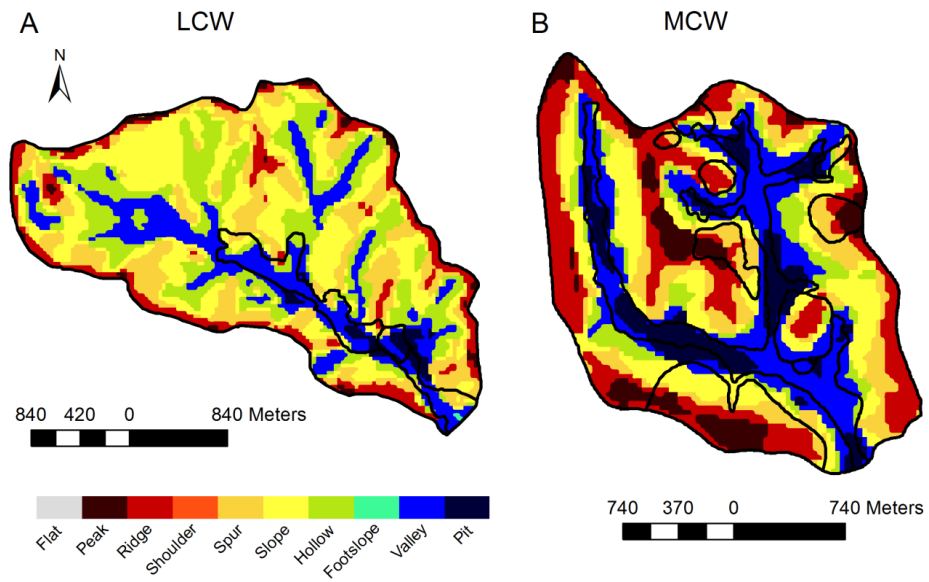 A LCW B MCW
N
840 420 0 840 Meters
740 370 0 740 Meters
Flat Peak Ridge Shoulder Spur Slope Hollow Footslope Valley Pit